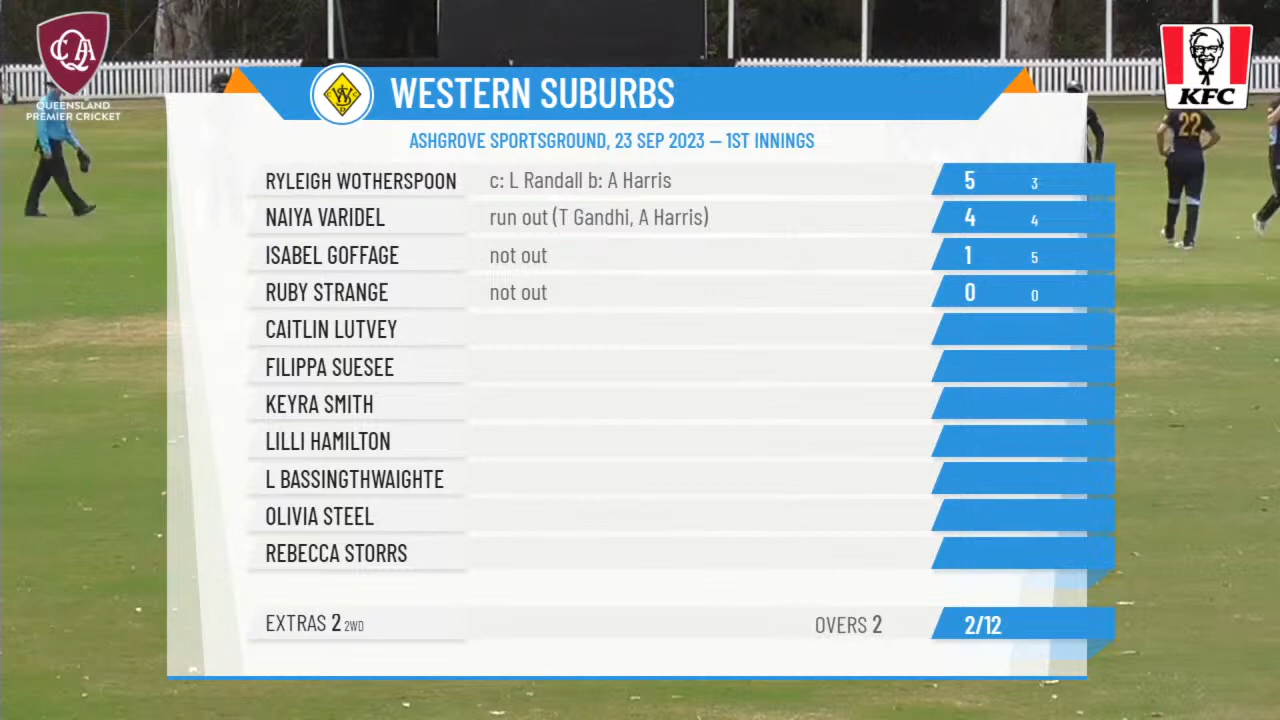 QUEENSLAND
PREMIER CRICKET
KFC
22
WESTERN SUBURBS
ASHGROVE SPORTSGROUND, 23 SEP 2023 – 1ST INNINGS
RYLEIGH WOTHERSPOON c: L Randall b: A Harris 5 3
NAIYA VARIDEL run out (T Gandhi, A Harris) 4 4
ISABEL GOFFAGE not out 1 5
RUBY STRANGE not out 0 0
CAITLIN LUTVEY
FILIPPA SUESEE
KEYRA SMITH
LILLI HAMILTON
L BASSINGTHWAIGHTE
OLIVIA STEEL
REBECCA STORRS
EXTRAS 2 2WD OVERS 2 2/12